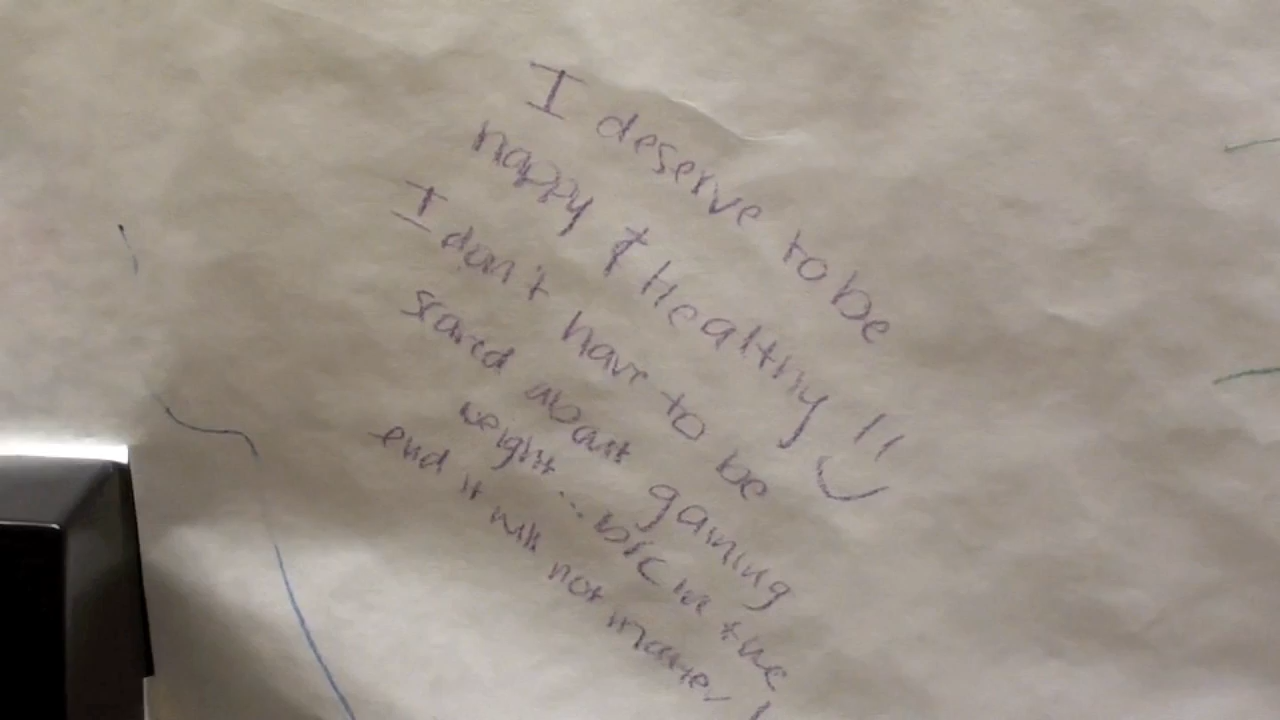 I deserve to be
happy & Healthy
I don't have to be
scared about gaining
weight... b/c in the
end it will not matter!